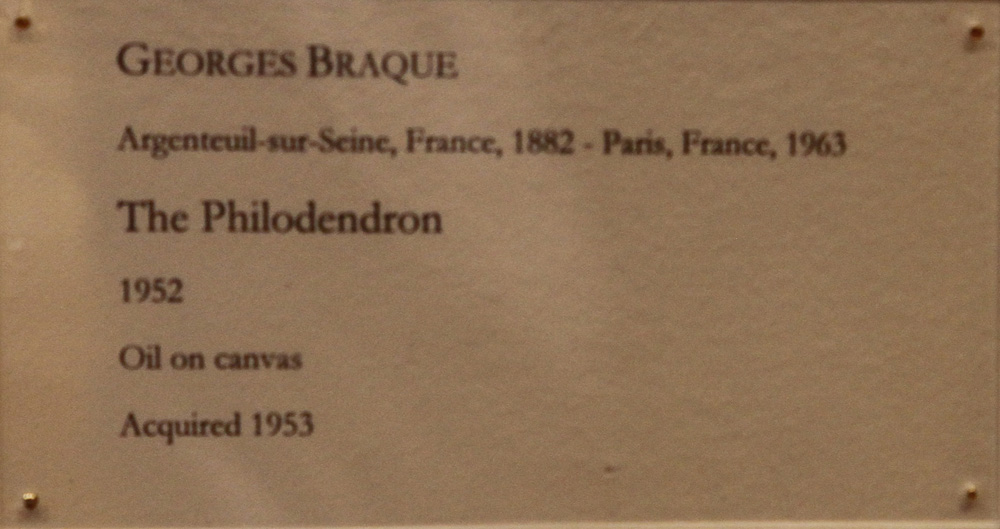 GEORGES BRAQUE
Argenteuil-sur-Seine, France, 1882 - Paris, France, 1963
The Philodendron
1952
Oil on canvas
Acquired 1953